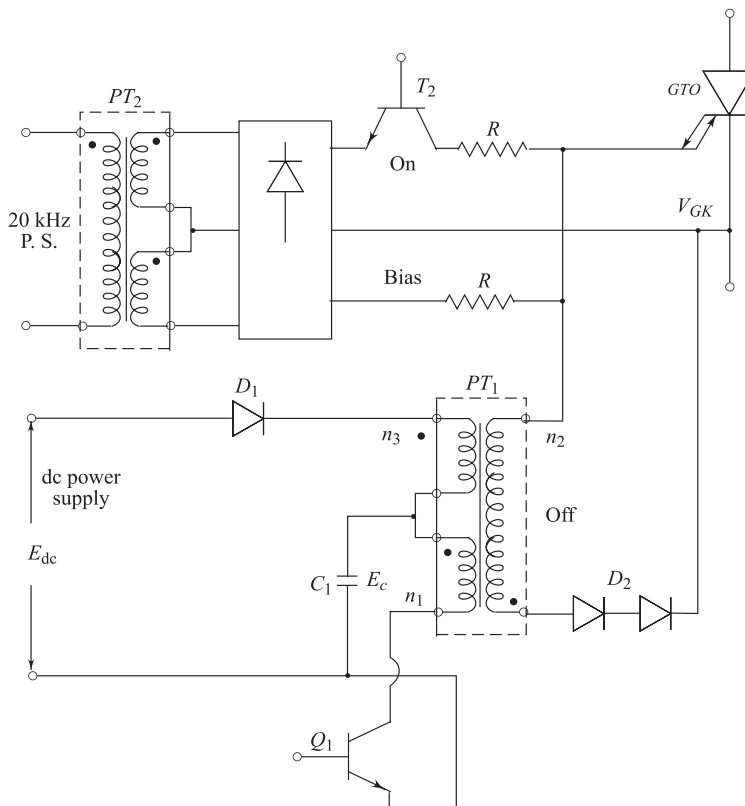 PT2
T2
GTO
R
On
20 kHz
P. S.
VGK
Bias
R
D1
PT1
n3
n2
dc power
supply
Off
Edc
D2
C1
Ec
n1
Q1